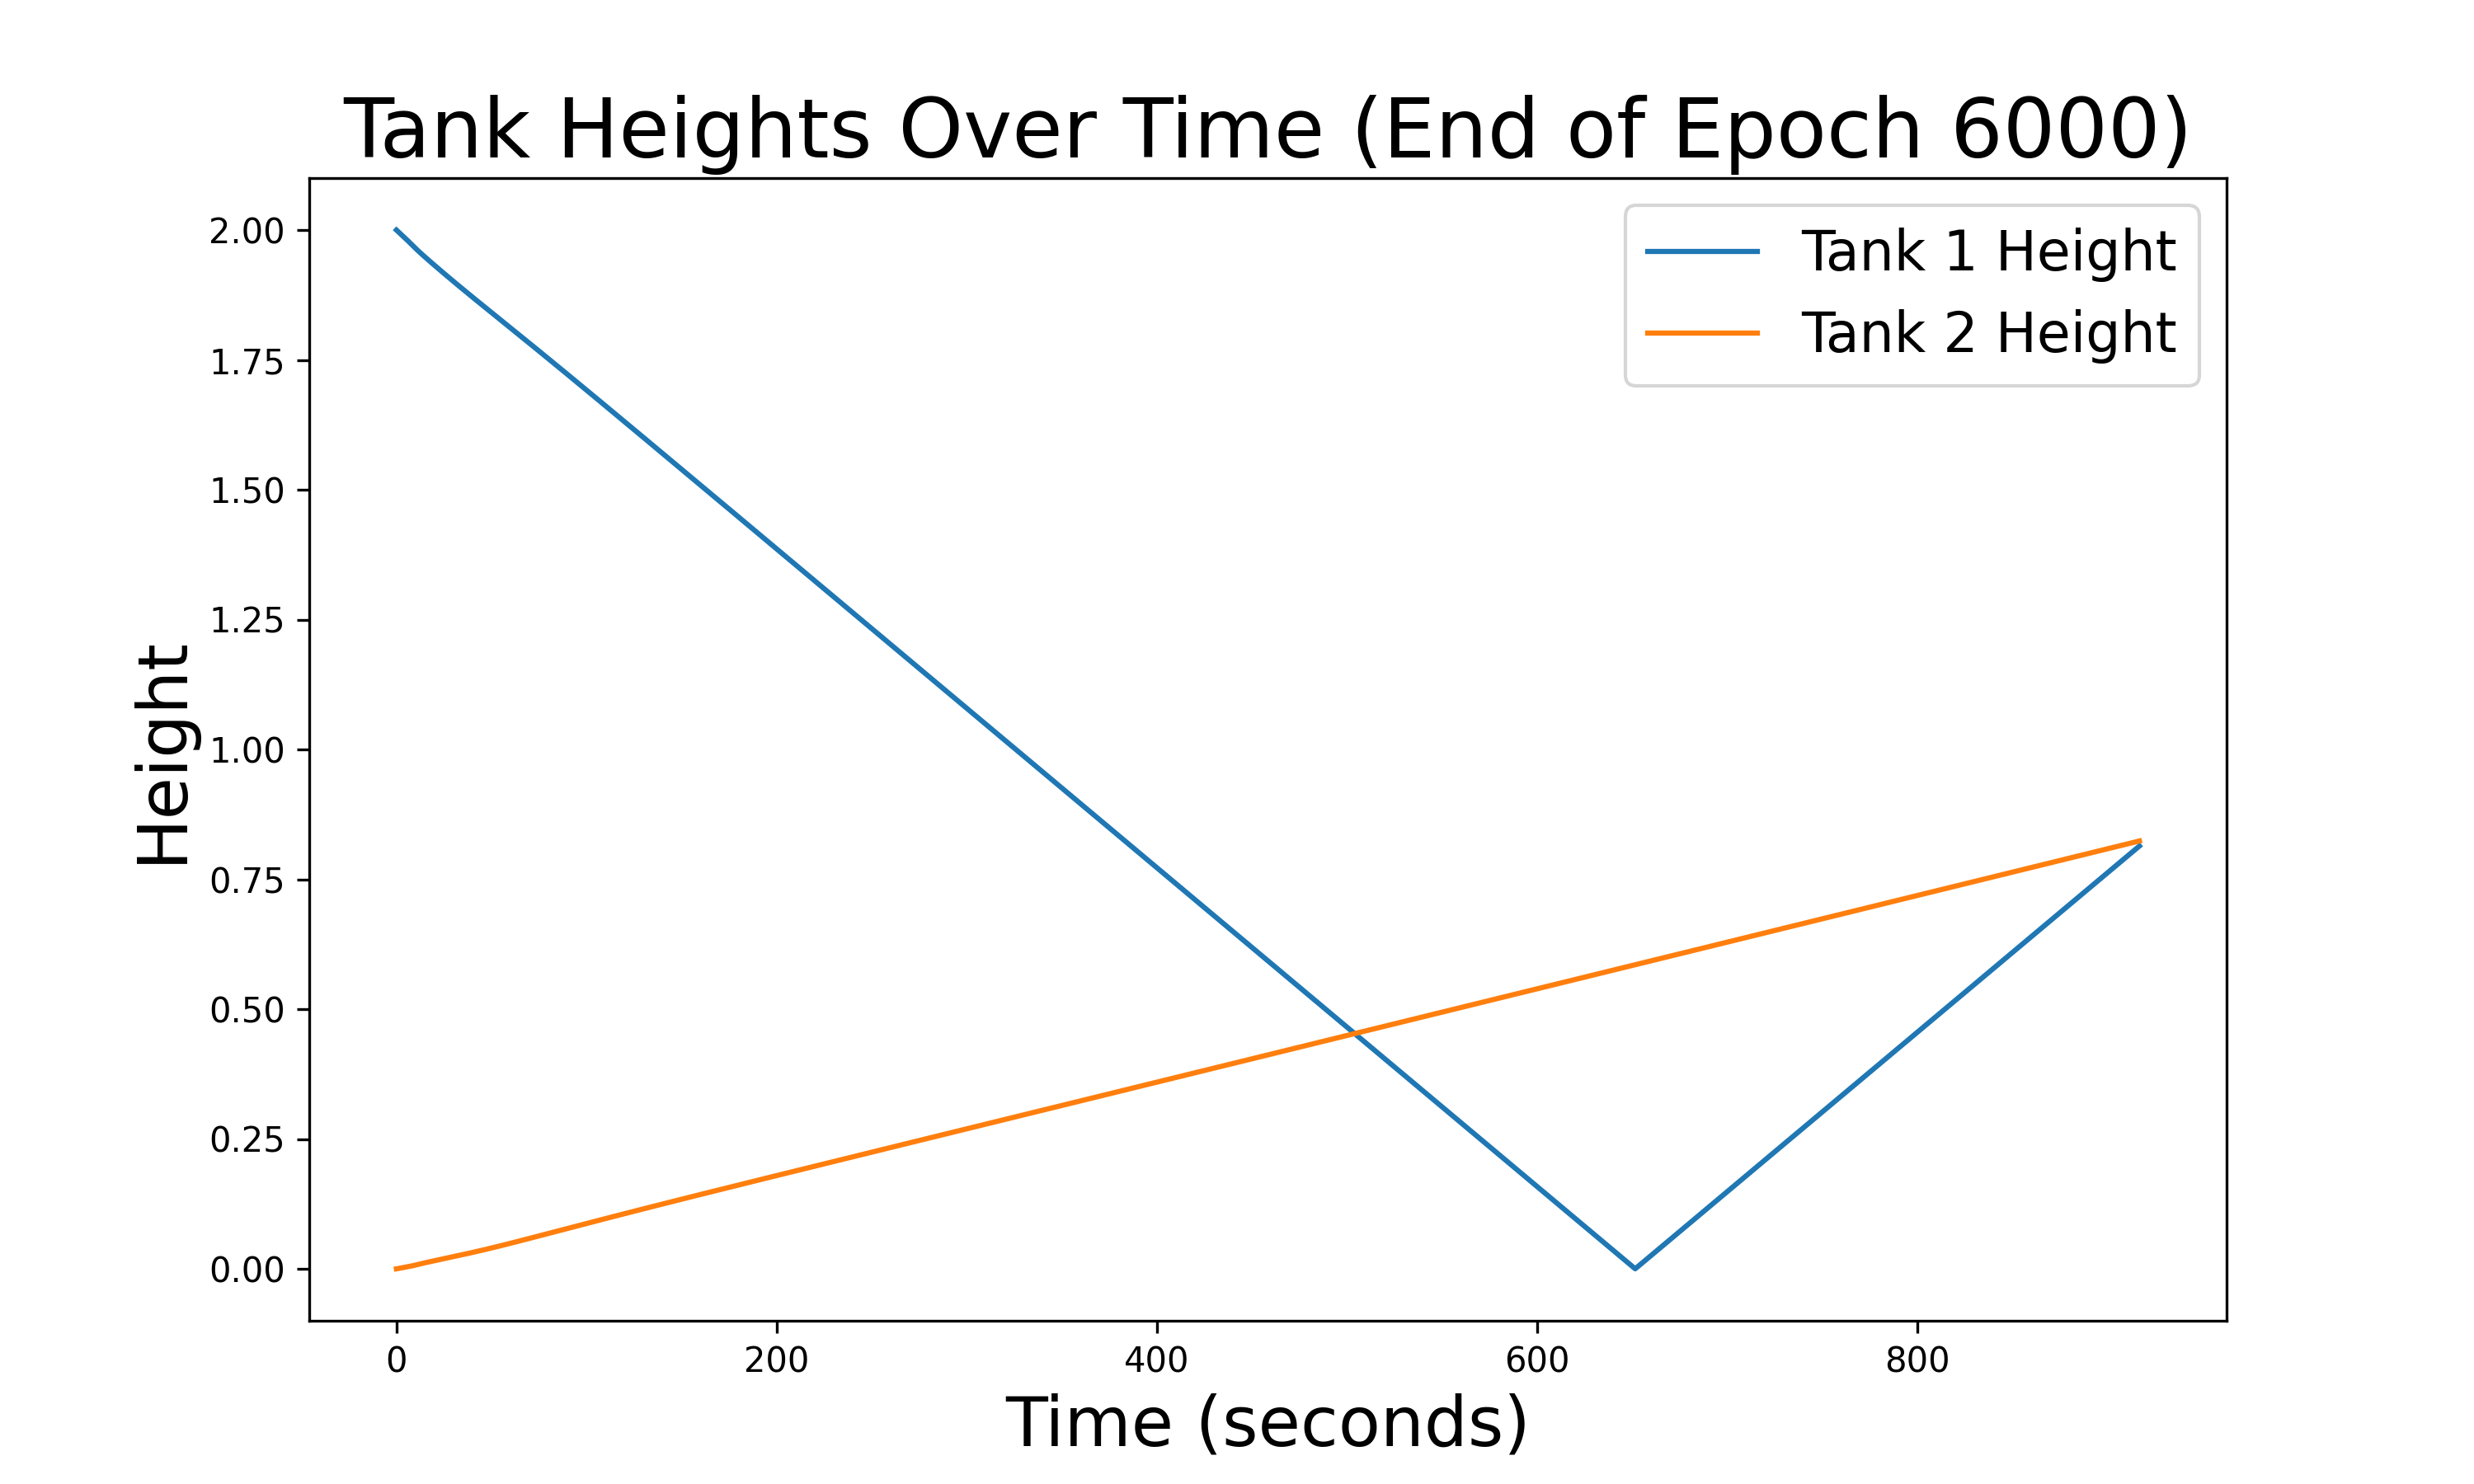 Tank Heights Over Time (End of Epoch 6000)
Tank 1 Height
Tank 2 Height
Height
2.00
1.75
1.50
1.25
1.00
0.75
0.50
0.25
0.00
0 200 400 600 800
Time (seconds)